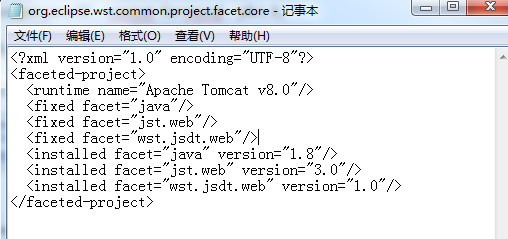 org.eclipse.wst.common.project.facet.core - 记事本
文件(F) 编辑(E) 格式(O) 查看(V) 帮助(H)
<?xml version="1.0" encoding="UTF-8"?>
<faceted-project>
  <runtime name="Apache Tomcat v8.0"/>
  <fixed facet="java"/>
  <fixed facet="jst.web"/>
  <fixed facet="wst.jsdt.web"/>
  <installed facet="java" version="1.8"/>
  <installed facet="jst.web" version="3.0"/>
  <installed facet="wst.jsdt.web" version="1.0"/>
</faceted-project>